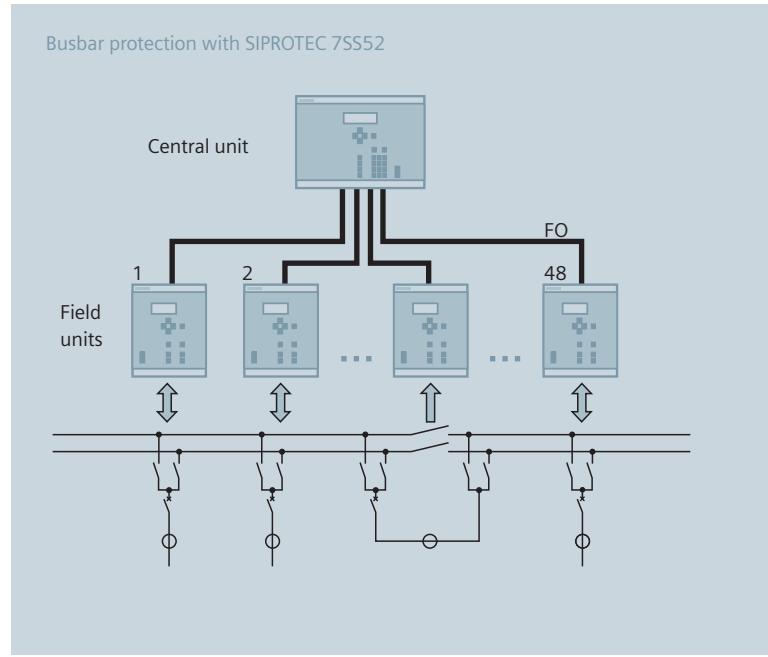 Busbar protection with SIPROTEC 7SS52
Central unit
FO
1
2
48
Field
units